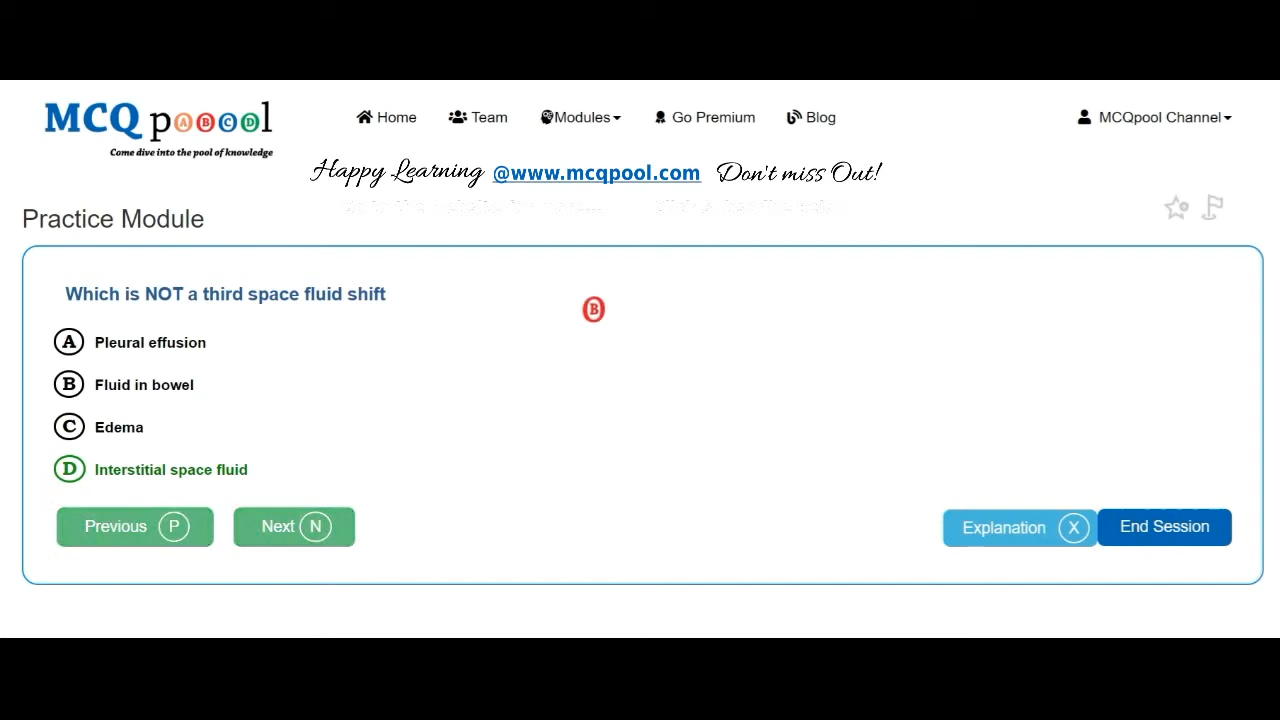 MCQ pABCDl
Come dive into the pool of knowledge
Home Team Modules Go Premium Blog MCQpool Channel
Happy Learning @www.mcqpool.com Don't miss Out!
Practice Module
Which is NOT a third space fluid shift
B
A Pleural effusion
B Fluid in bowel
C Edema
D Interstitial space fluid
Previous P Next N Explanation X End Session